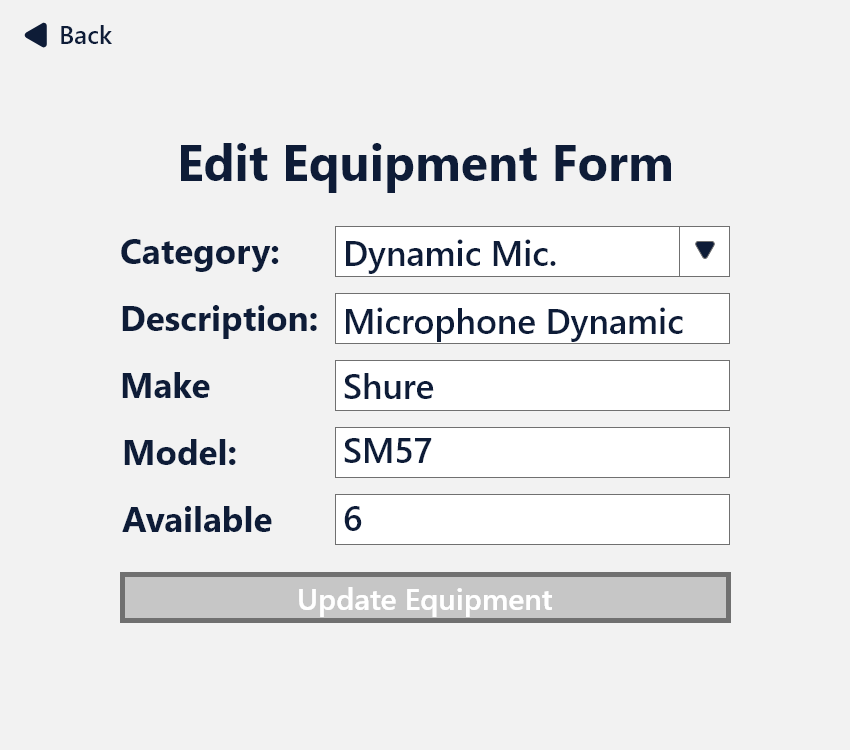 Back
Edit Equipment Form
Category: Dynamic Mic.
Description: Microphone Dynamic
Make Shure
Model: SM57
Available 6
Update Equipment